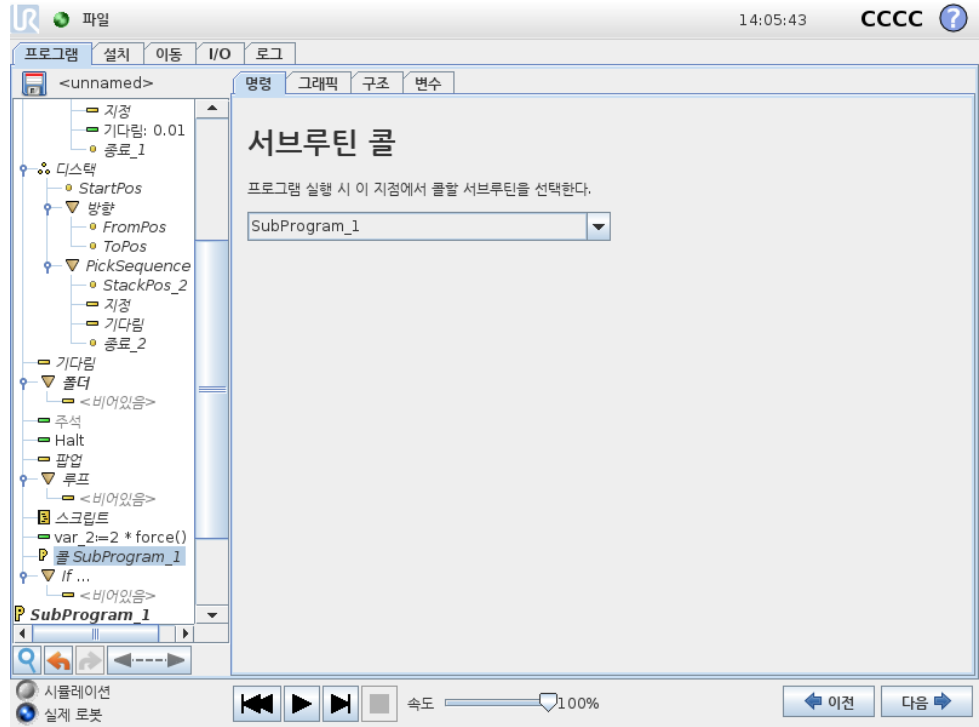 UR 파일 14:05:43 CCCC ?
프로그램 설치 이동 I/O 로그
<unnamed>
명령 그래픽 구조 변수
지정
기다림: 0.01
종료_1
디스택
StartPos
방향
FromPos
ToPos
PickSequence
StackPos_2
지정
기다림
종료_2
기다림
폴더
<비어있음>
주석
Halt
팝업
루프
<비어있음>
스크립트
var_2:=2 * force()
콜 SubProgram_1
If ...
<비어있음>
SubProgram_1
서브루틴 콜
프로그램 실행 시 이 지점에서 콜할 서브루틴을 선택한다.
SubProgram_1
시뮬레이션
실제 로봇
속도 100%
이전 다음